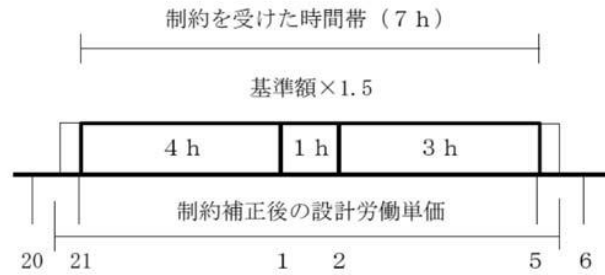 制約を受けた時間帯（7ｈ）
基準額×1.5
4ｈ 1ｈ 3ｈ
制約補正後の設計労働単価
20 21 1 2 5 6